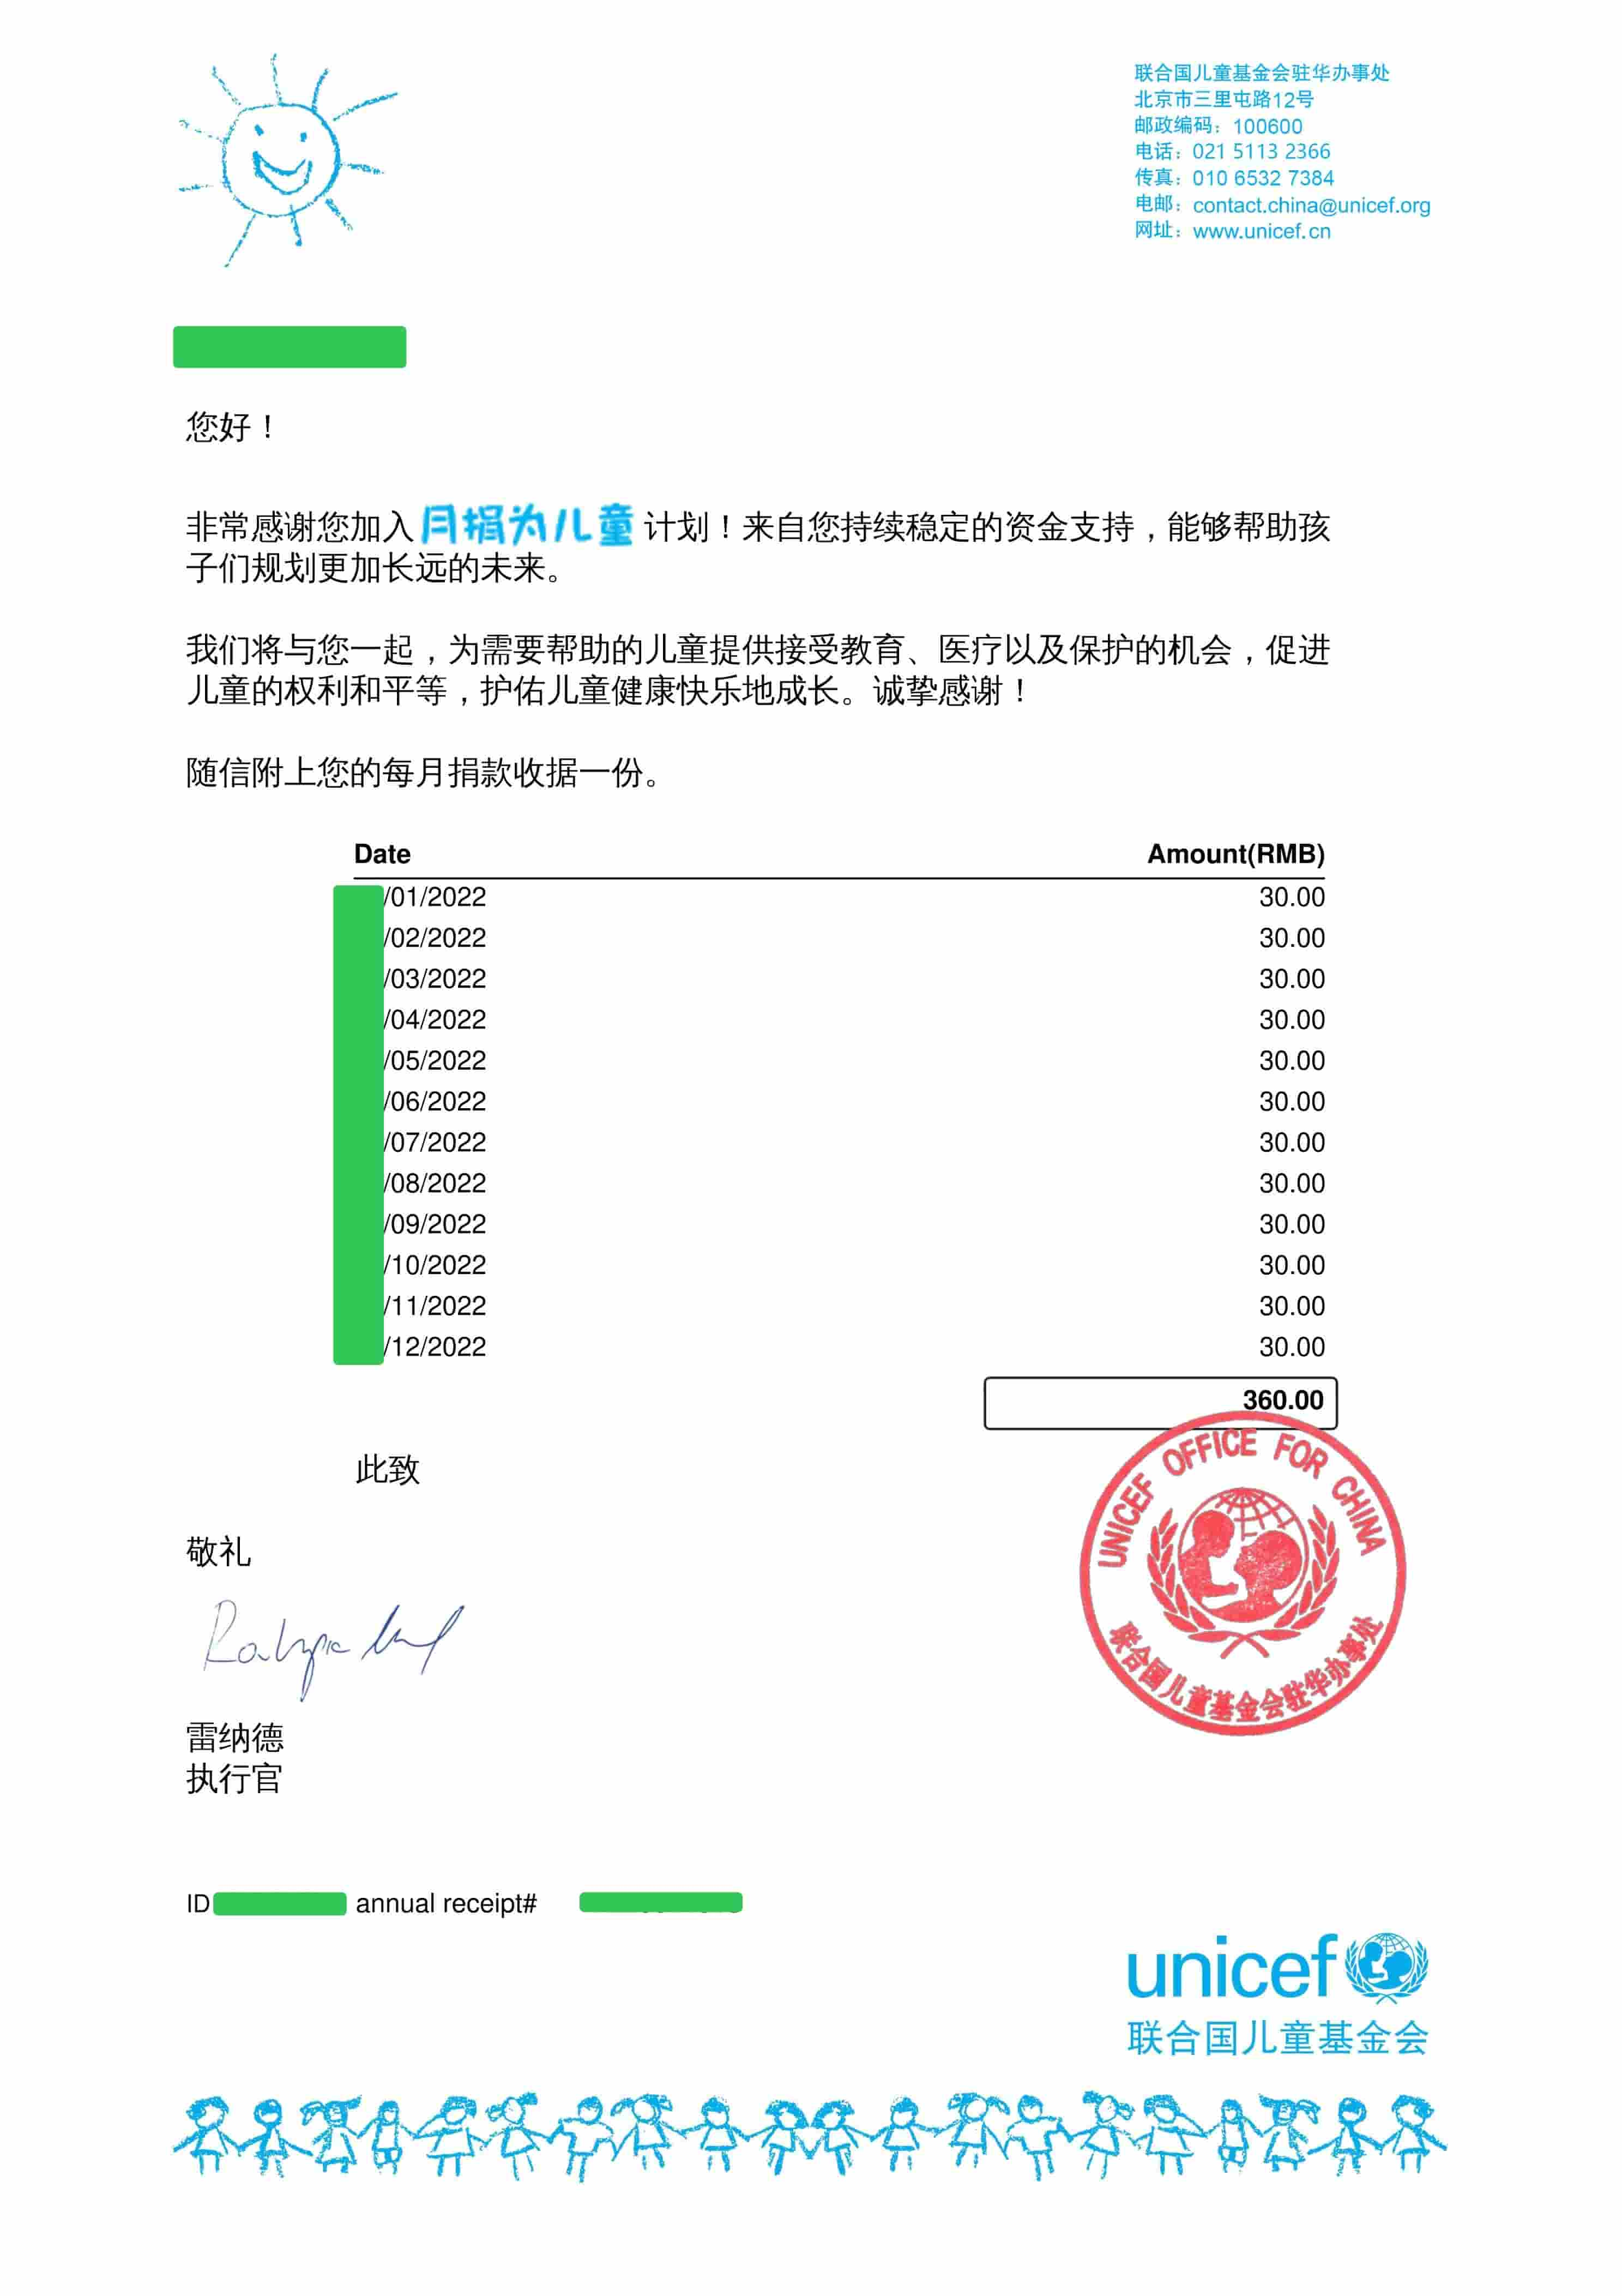 联合国儿童基金会驻华办事处
北京市三里屯路12号
邮政编码：100600
电话：021 5113 2366
传真：010 6532 7384
电邮：contact.china@unicef.org
网址：www.unicef.cn
您好！
非常感谢您加入月捐为儿童 计划！来自您持续稳定的资金支持，能够帮助孩
子们规划更加长远的未来。
我们将与您一起，为需要帮助的儿童提供接受教育、医疗以及保护的机会，促进
儿童的权利和平等，护佑儿童健康快乐地成长。诚挚感谢！
随信附上您的每月捐款收据一份。
Date Amount(RMB)
/01/2022 30.00
/02/2022 30.00
/03/2022 30.00
/04/2022 30.00
/05/2022 30.00
/06/2022 30.00
/07/2022 30.00
/08/2022 30.00
/09/2022 30.00
/10/2022 30.00
/11/2022 30.00
/12/2022 30.00
360.00
此致
敬礼
UNICEF OFFICE FOR CHINA
联合国儿童基金会驻华办事处
雷纳德
执行官
ID annual receipt#
unicef
联合国儿童基金会